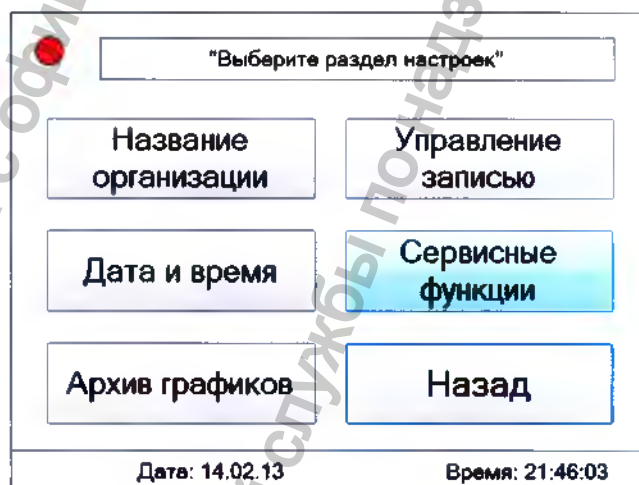 "Выберите раздел настроек"
Название
организации
Управление
записью
Дата и время
Сервисные
функции
Архив графиков
Назад
Дата: 14.02.13
Время: 21:46:03